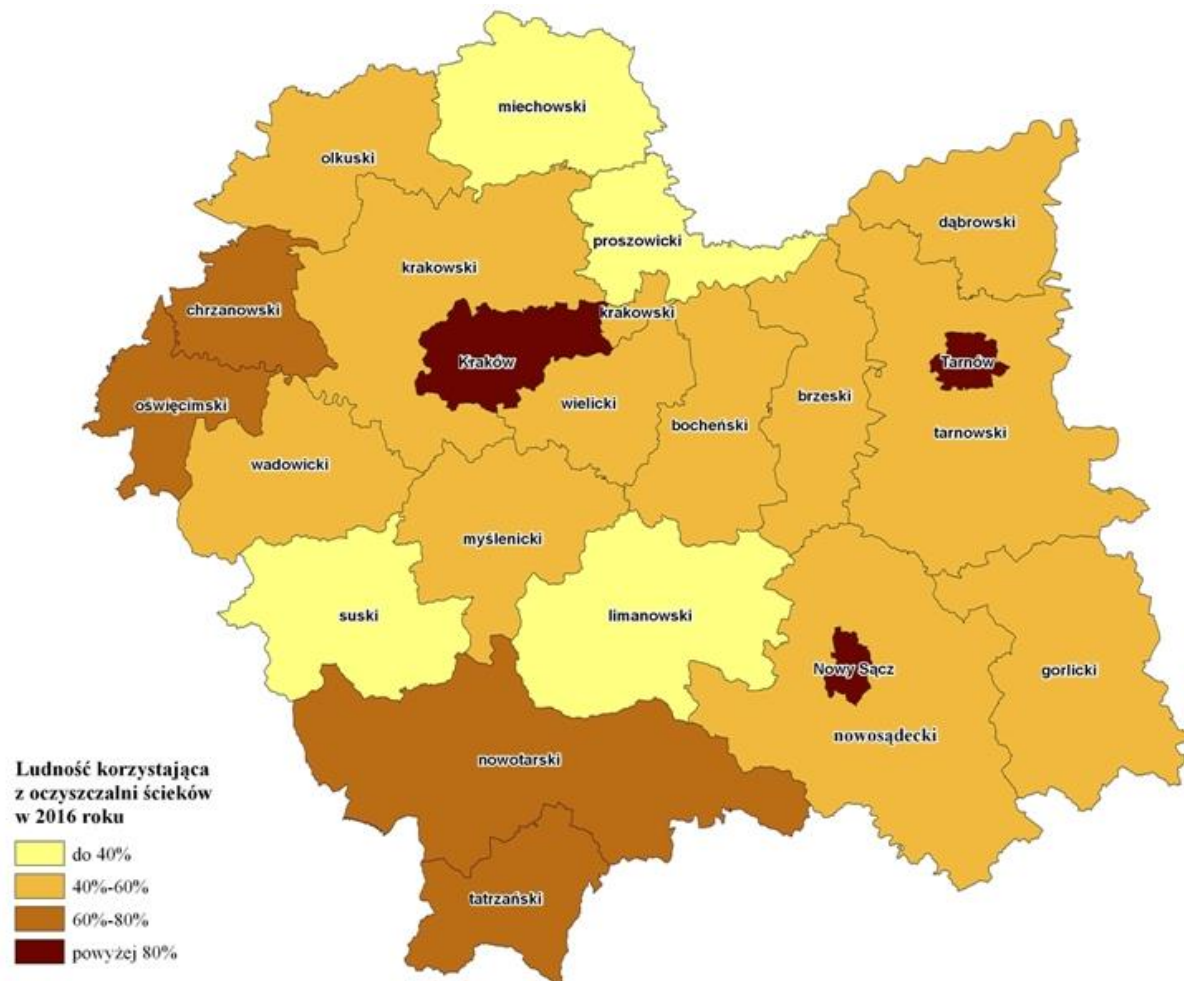 miechowski
olkuski
dąbrowski
proszowicki
krakowski
chrzanowski
krakowski
Kraków
Tarnów
oświęcimski
wielicki
brzeski
bocheński
tarnowski
wadowicki
myślenicki
suski
limanowski
Nowy Sącz
gorlicki
nowosądecki
nowotarski
tatrzański
Ludność korzystająca
z oczyszczalni ścieków
w 2016 roku
do 40%
40%-60%
60%-80%
powyżej 80%